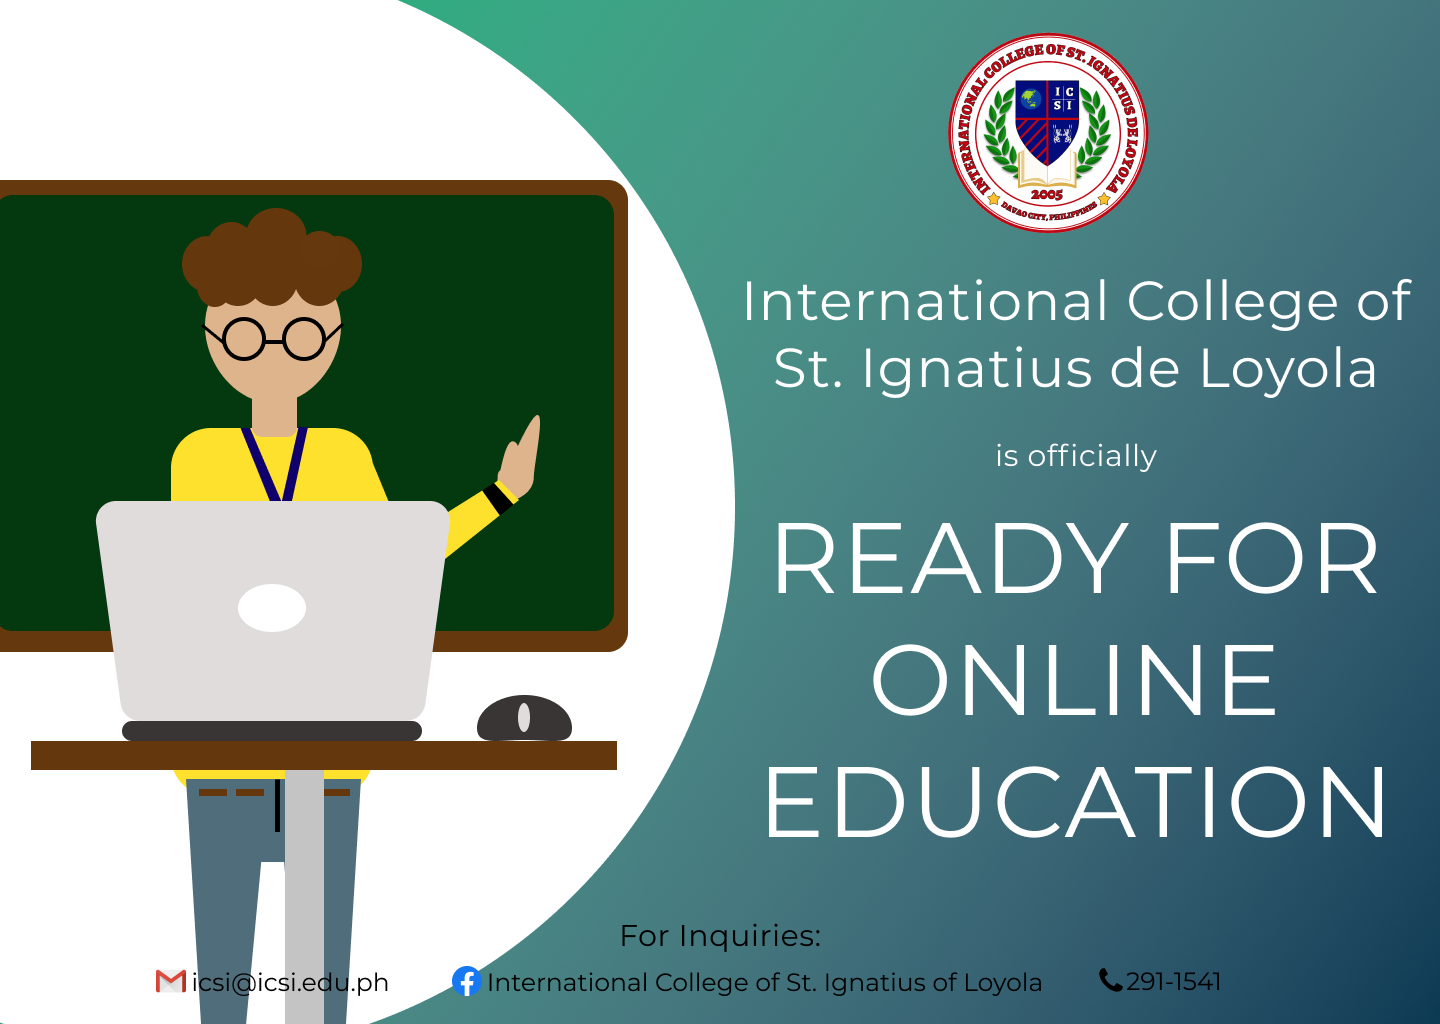 INTERNATIONAL COLLEGE OF ST. IGNATIUS DE LOYOLA
I C
S I
2005
DAVAO CITY, PHILIPPINES
International College of
St. Ignatius de Loyola
is officially
READY FOR
ONLINE
EDUCATION
For Inquiries:
icsi@icsi.edu.ph
International College of St. Ignatius of Loyola
291-1541